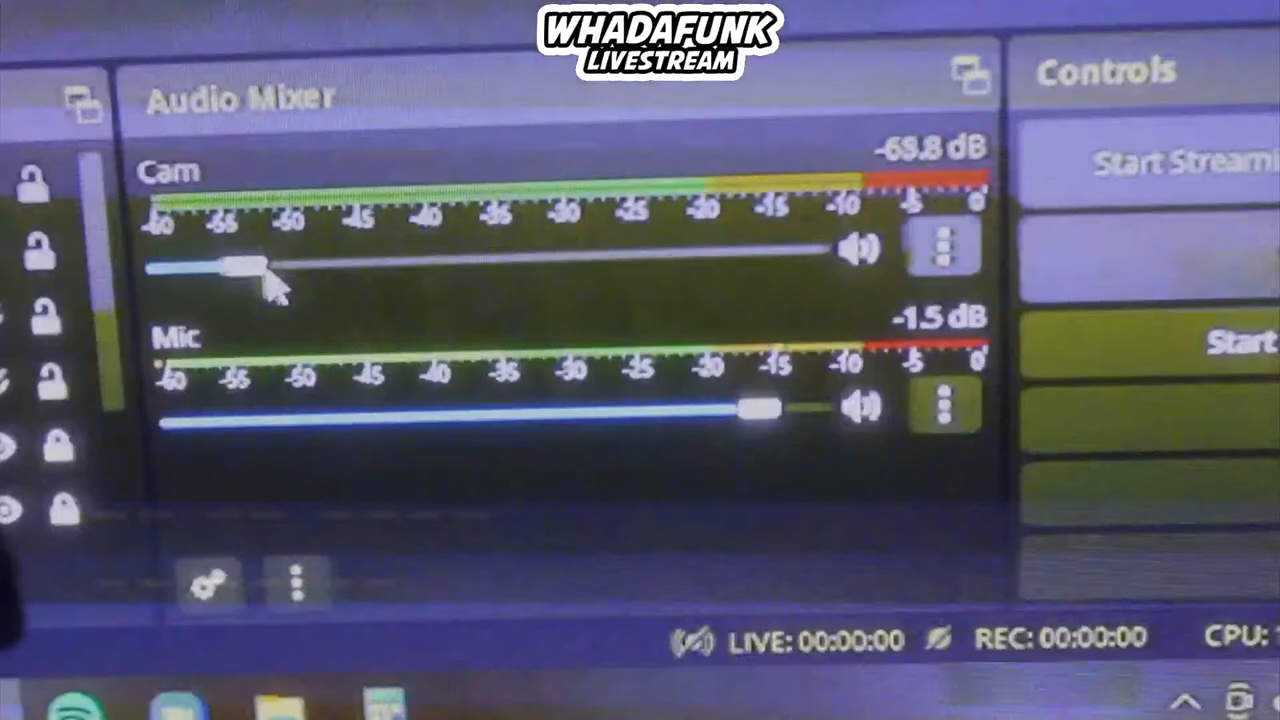 WHADAFUNK
LIVESTREAM
Audio Mixer
Controls
Cam
-68.8 dB
-60 -55 -50 -45 -40 -35 -30 -25 -20 -15 -10 -5 0
Start Streami
Mic
-1.5 dB
-60 -55 -50 -45 -40 -35 -30 -25 -20 -15 -10 -5 0
Start
LIVE: 00:00:00
REC: 00:00:00
CPU: